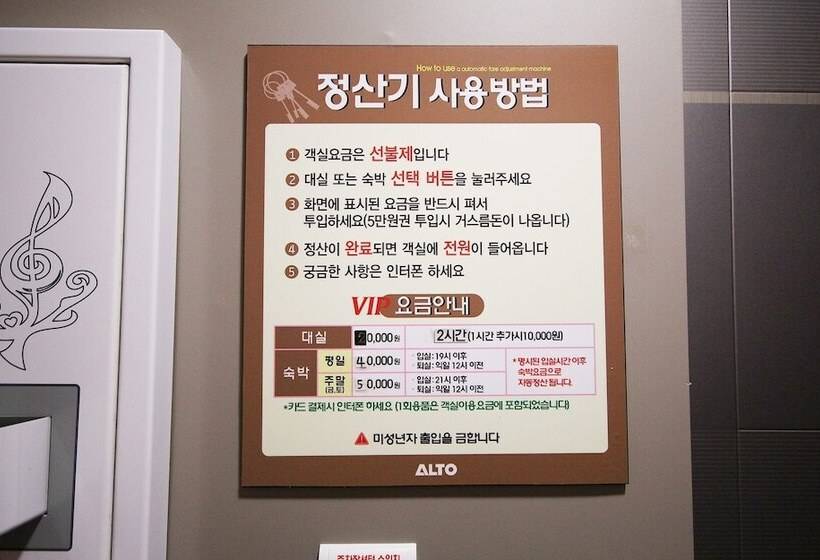 How to use a automatic fare adjustment machine
정산기 사용방법
1 객실요금은 선불제입니다
2 대실 또는 숙박 선택 버튼을 눌러주세요
3 화면에 표시된 요금을 반드시 펴서
투입하세요(5만원권 투입시 거스름돈이 나옵니다)
4 정산이 완료되면 객실에 전원이 들어옵니다
5 궁금한 사항은 인터폰 하세요
VIP 요금안내
대실 20,000원 2시간(1시간 추가시10,000원)
숙박 평일 40,000원 · 입실: 19시 이후
· 퇴실: 익일 12시 이전
주말 (금,토) 50,000원 · 입실: 21시 이후
· 퇴실: 익일 12시 이전
*명시된 입실시간 이후
숙박요금으로
자동정산 됩니다.
*카드 결제시 인터폰 하세요 (1회용품은 객실이용요금에 포함되었습니다)
미성년자 출입을 금합니다
ALTO